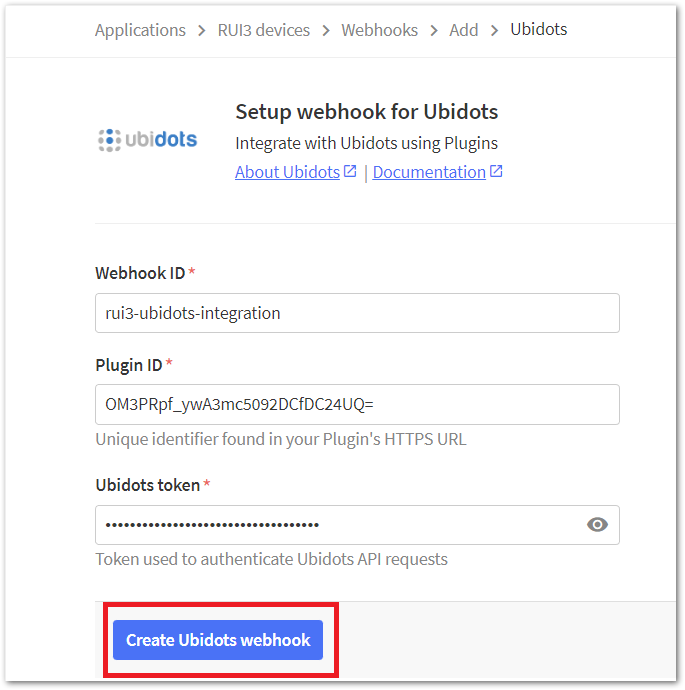 Applications > RUI3 devices > Webhooks > Add > Ubidots
ubidots
Setup webhook for Ubidots
Integrate with Ubidots using Plugins
About Ubidots | Documentation
Webhook ID *
rui3-ubidots-integration
Plugin ID *
OM3PRpf_ywA3mc5092DCfDC24UQ=
Unique identifier found in your Plugin's HTTPS URL
Ubidots token *
•••••••••••••••••••••••••••••••••••
Token used to authenticate Ubidots API requests
Create Ubidots webhook